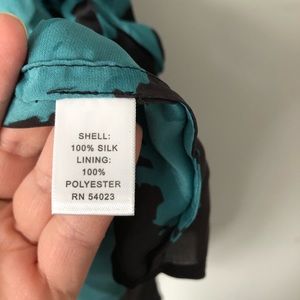 SHELL:
100% SILK
LINING:
100%
POLYESTER
RN 54023